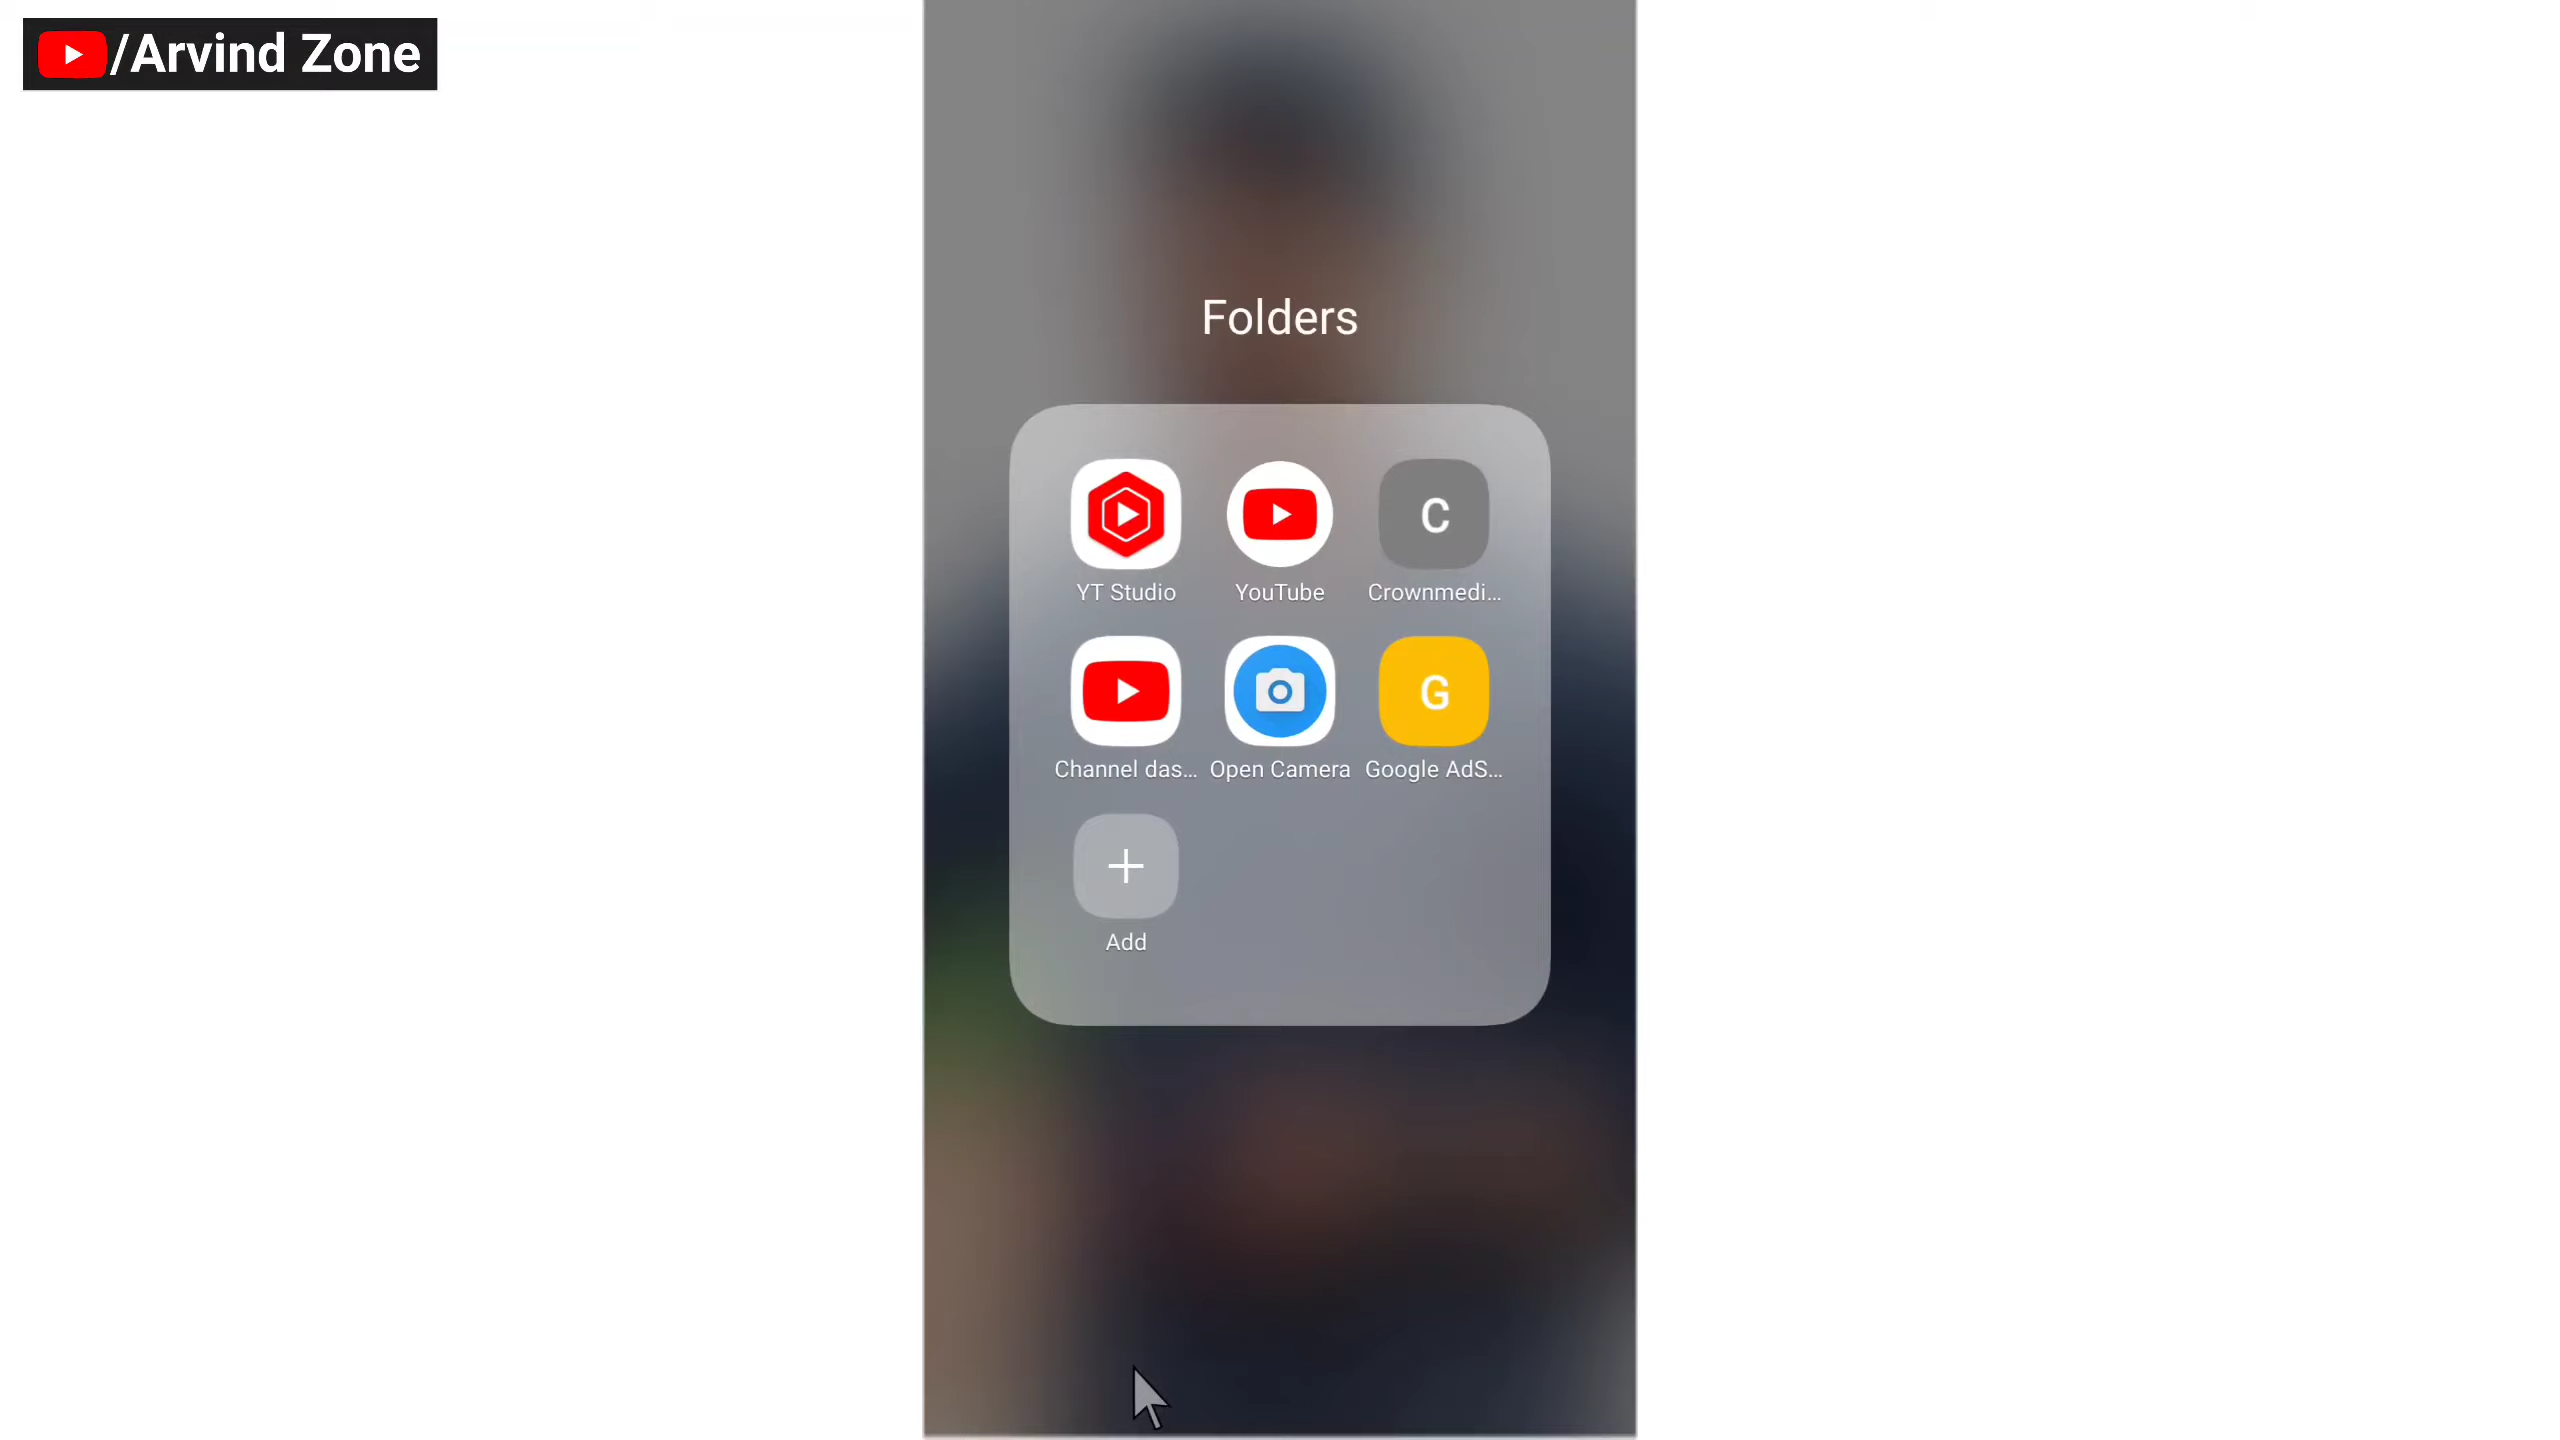 /Arvind Zone
Folders
YT Studio YouTube Crownmedi...
C
Channel das... Open Camera Google AdS...
G
Add